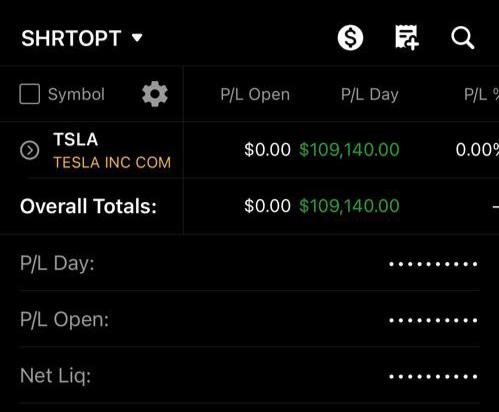 SHRTOPT
Symbol P/L Open P/L Day P/L %
TSLA
TESLA INC COM
$0.00 $109,140.00 0.00%
Overall Totals: $0.00 $109,140.00 -
P/L Day: ••••••••••
P/L Open: ••••••••••
Net Liq: ••••••••••